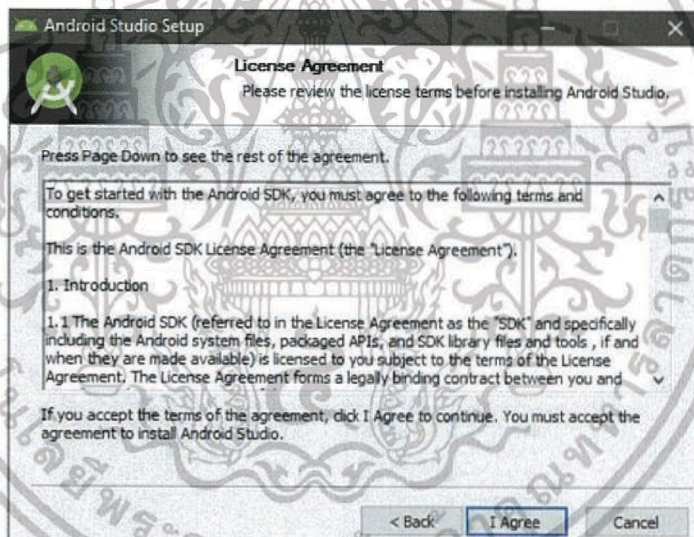 Android Studio Setup
License Agreement
Please review the license terms before installing Android Studio.
Press Page Down to see the rest of the agreement.
To get started with the Android SDK, you must agree to the following terms and
conditions.
This is the Android SDK License Agreement (the "License Agreement").
1. Introduction
1.1 The Android SDK (referred to in the License Agreement as the "SDK" and specifically
including the Android system files, packaged APIs, and SDK library files and tools , if and
when they are made available) is licensed to you subject to the terms of the License
Agreement. The License Agreement forms a legally binding contract between you and
If you accept the terms of the agreement, click I Agree to continue. You must accept the
agreement to install Android Studio.
< Back
I Agree
Cancel